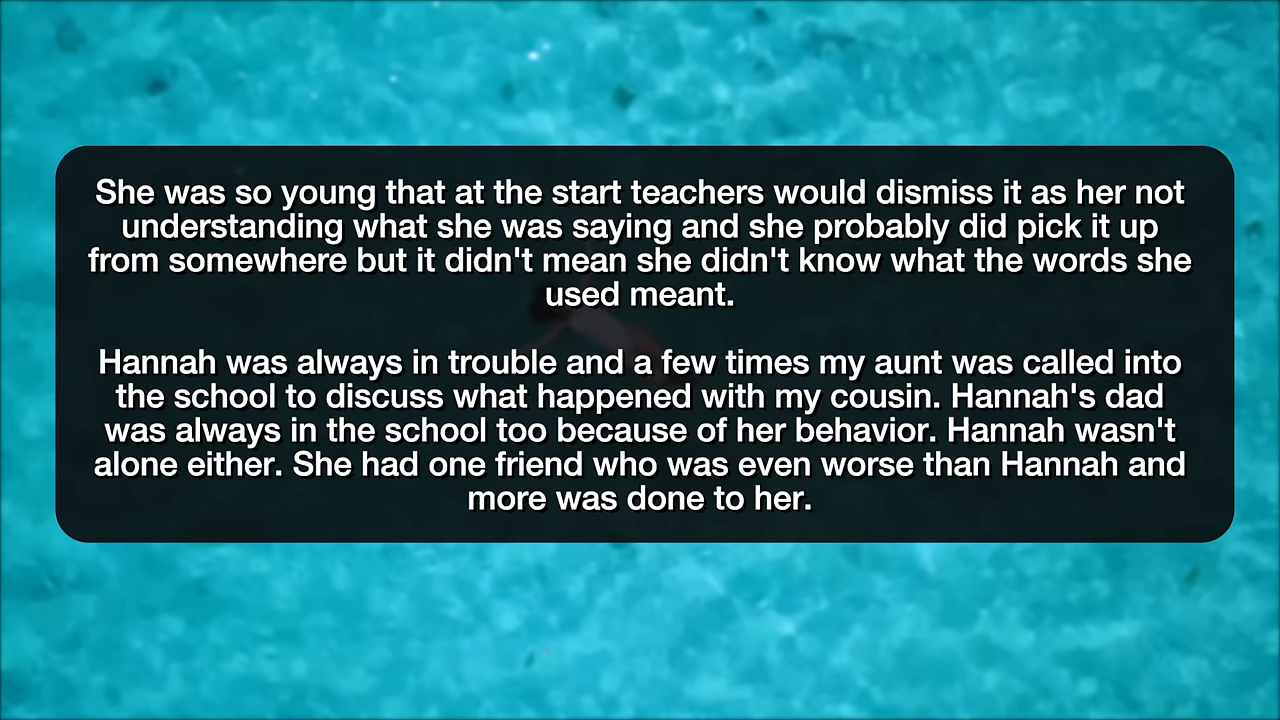 She was so young that at the start teachers would dismiss it as her not
understanding what she was saying and she probably did pick it up
from somewhere but it didn't mean she didn't know what the words she
used meant.
Hannah was always in trouble and a few times my aunt was called into
the school to discuss what happened with my cousin. Hannah's dad
was always in the school too because of her behavior. Hannah wasn't
alone either. She had one friend who was even worse than Hannah and
more was done to her.